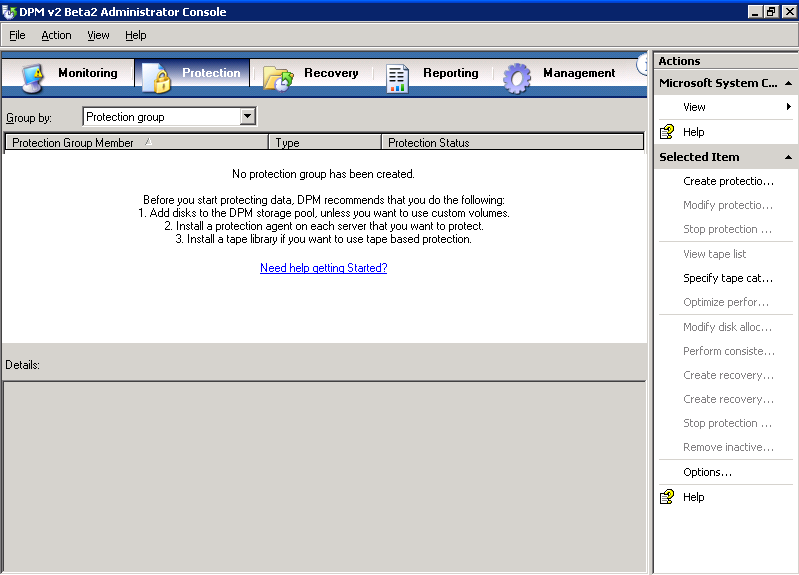 DPM v2 Beta2 Administrator Console
File Action View Help
Monitoring Protection Recovery Reporting Management
Group by: Protection group
Protection Group Member Type Protection Status
No protection group has been created.
Before you start protecting data, DPM recommends that you do the following:
1. Add disks to the DPM storage pool, unless you want to use custom volumes.
2. Install a protection agent on each server that you want to protect.
3. Install a tape library if you want to use tape based protection.
Need help getting Started?
Details:
Actions
Microsoft System C...
View
Help
Selected Item
Create protectio...
Modify protectio...
Stop protection ...
View tape list
Specify tape cat...
Optimize perfor...
Modify disk alloc...
Perform consiste...
Create recovery...
Create recovery...
Stop protection ...
Remove inactive...
Options...
Help